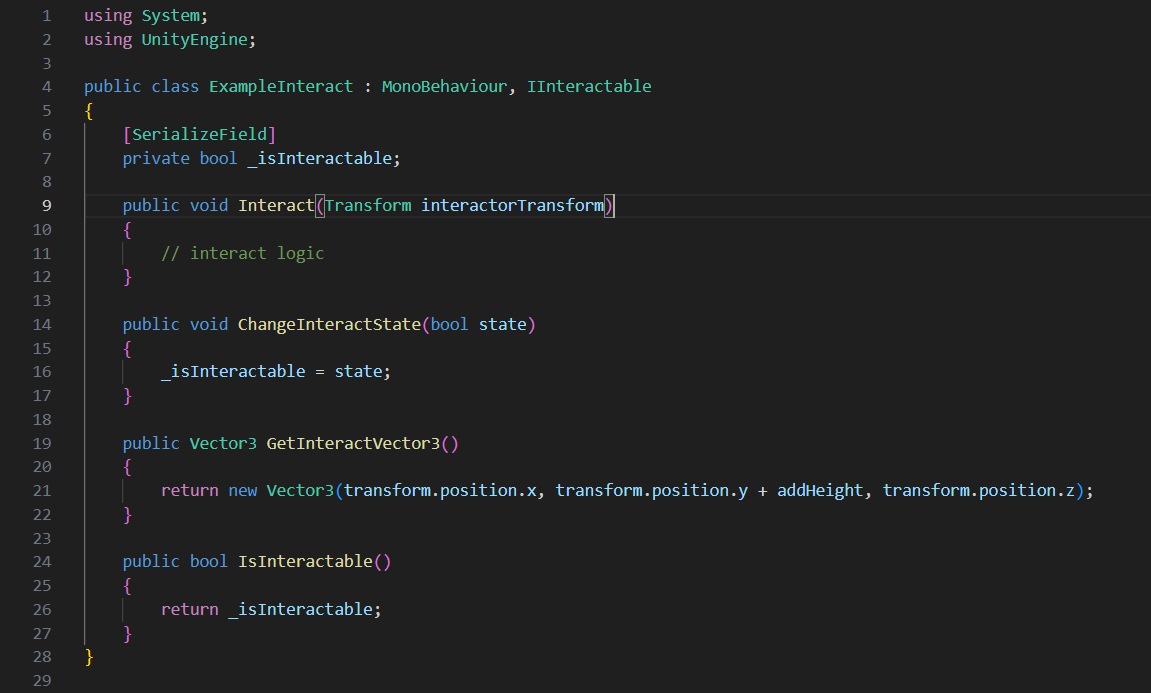 1 using System;
2 using UnityEngine;
3
4 public class ExampleInteract : MonoBehaviour, IInteractable
5 {
6     [SerializeField]
7     private bool _isInteractable;
8
9     public void Interact(Transform interactorTransform)
10     {
11         // interact logic
12     }
13
14     public void ChangeInteractState(bool state)
15     {
16         _isInteractable = state;
17     }
18
19     public Vector3 GetInteractVector3()
20     {
21         return new Vector3(transform.position.x, transform.position.y + addHeight, transform.position.z);
22     }
23
24     public bool IsInteractable()
25     {
26         return _isInteractable;
27     }
28 }
29